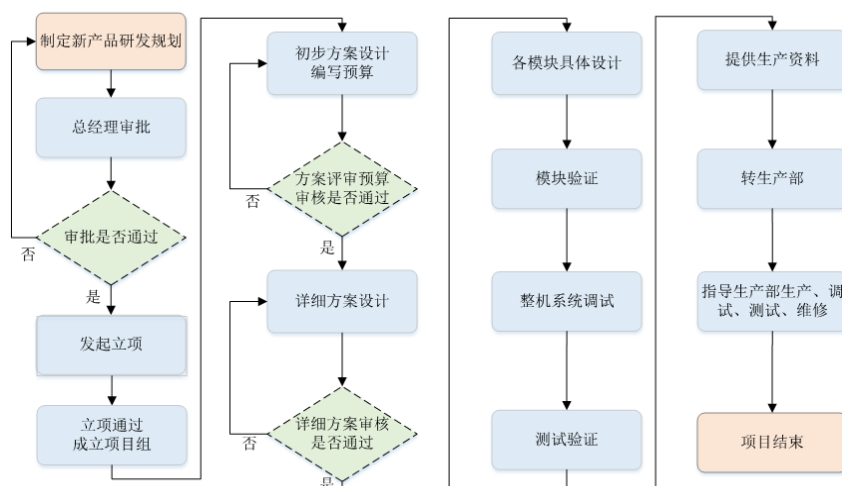 制定新产品研发规划
总经理审批
审批是否通过
否
是
发起立项
立项通过
成立项目组
初步方案设计
编写预算
方案评审预算
审核是否通过
否
是
详细方案设计
详细方案审核
是否通过
否
是
各模块具体设计
模块验证
整机系统调试
测试验证
提供生产资料
转生产部
指导生产部生产、调
试、测试、维修
项目结束